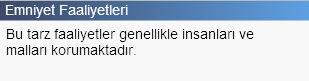 Emniyet Faaliyetleri
Bu tarz faaliyetler genellikle insanları ve
malları korumaktadır.